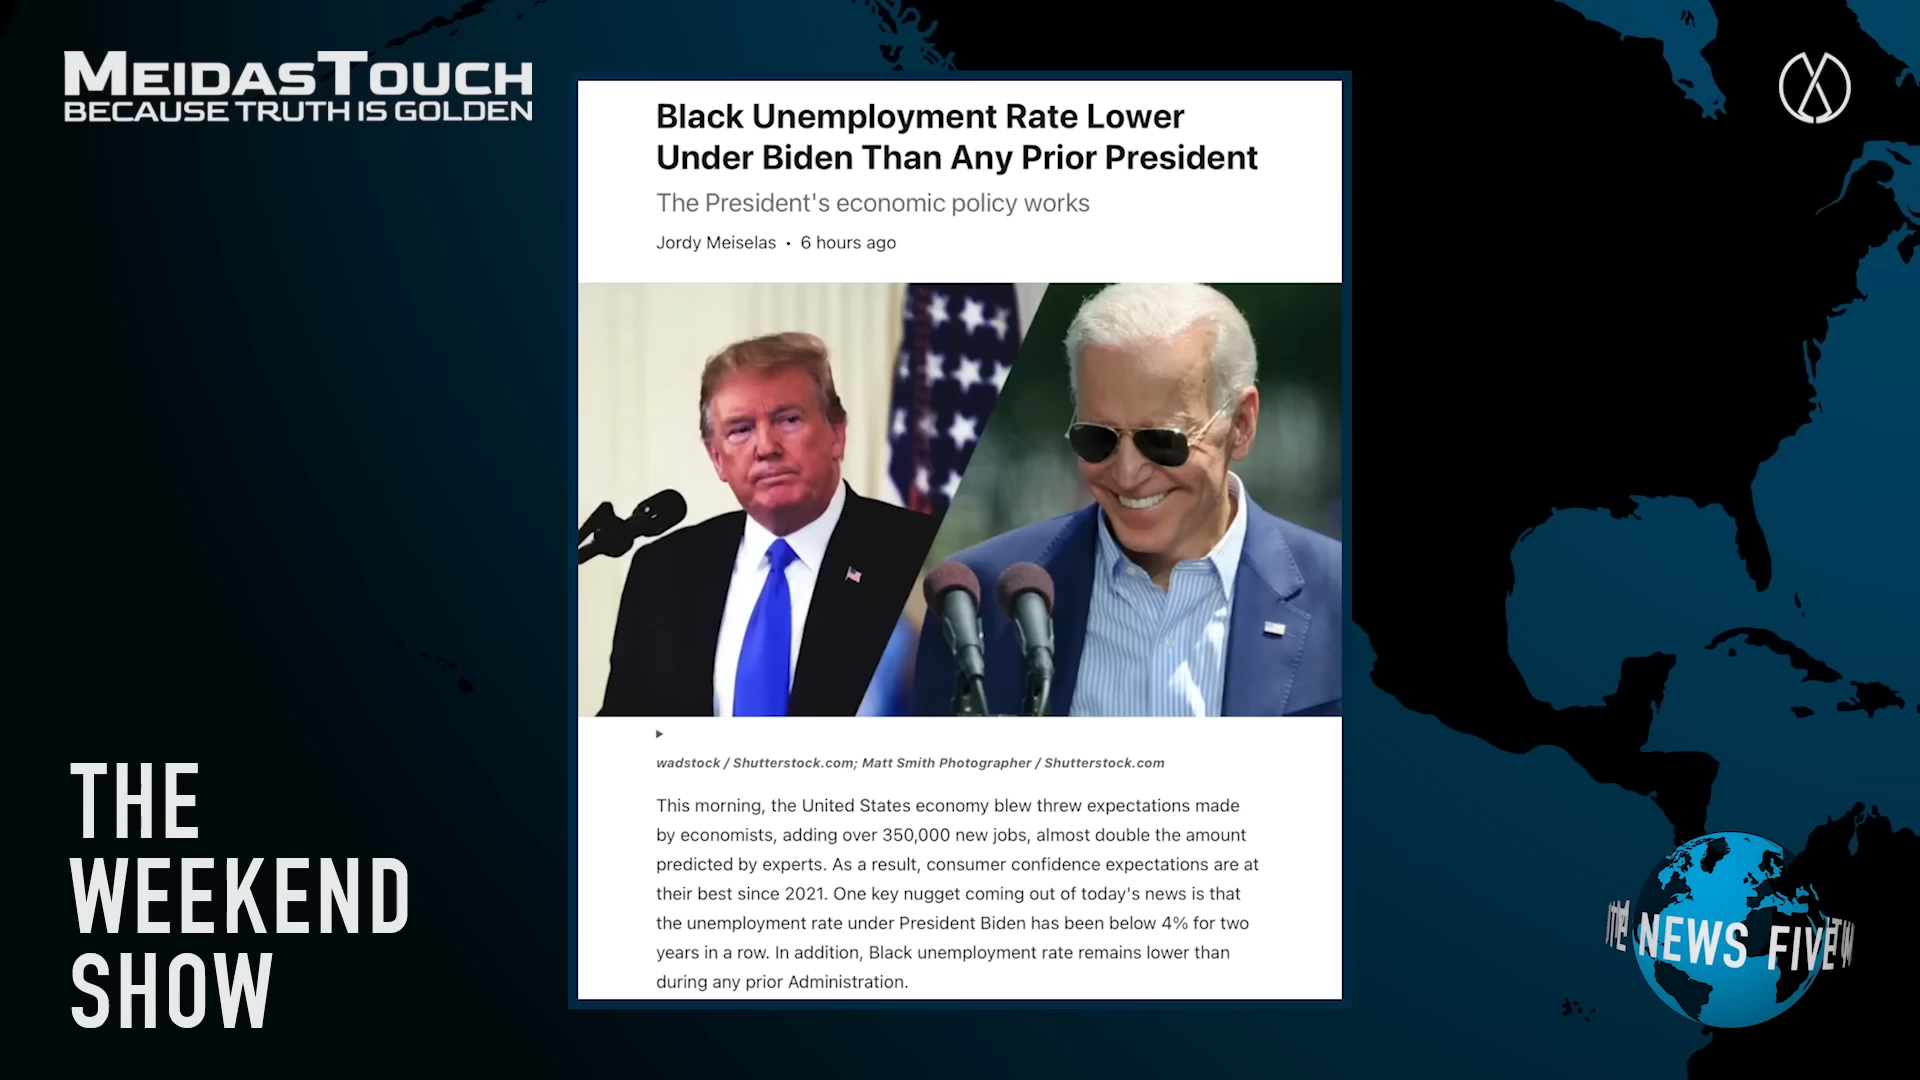 MEIDASTOUCH
BECAUSE TRUTH IS GOLDEN
Black Unemployment Rate Lower
Under Biden Than Any Prior President
The President's economic policy works
Jordy Meiselas • 6 hours ago
wadstock / Shutterstock.com; Matt Smith Photographer / Shutterstock.com
This morning, the United States economy blew threw expectations made
by economists, adding over 350,000 new jobs, almost double the amount
predicted by experts. As a result, consumer confidence expectations are at
their best since 2021. One key nugget coming out of today's news is that
the unemployment rate under President Biden has been below 4% for two
years in a row. In addition, Black unemployment rate remains lower than
during any prior Administration.
THE
WEEKEND
SHOW
NEWS FIVE